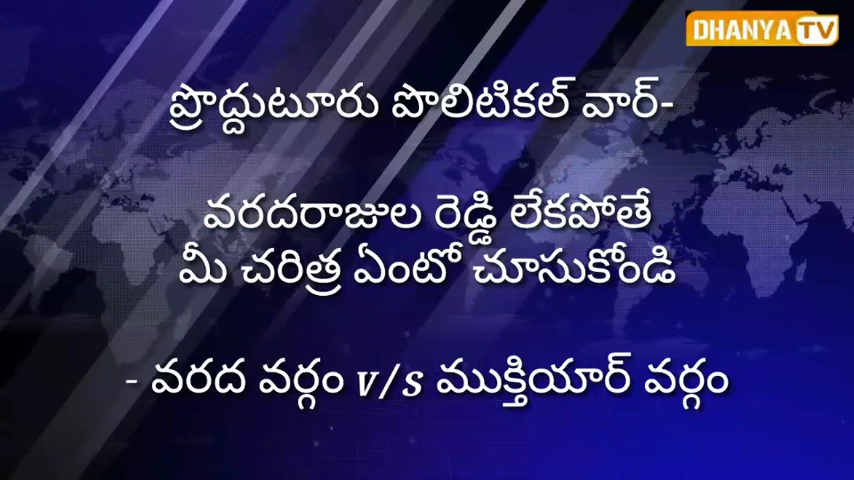 DHANYA TV
ప్రొద్దుటూరు పొలిటికల్ వార్-
వరదరాజుల రెడ్డి లేకపోతే
మీ చరిత్ర ఏంటో చూసుకోండి
- వరద వర్గం v/s ముక్తియార్ వర్గం